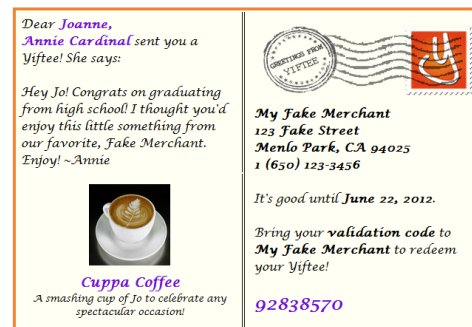 Dear Joanne,
Annie Cardinal sent you a
Yiftee! She says:
Hey Jo! Congrats on graduating
from high school! I thought you'd
enjoy this little something from
our favorite, Fake Merchant.
Enjoy! ~Annie
Cuppa Coffee
A smashing cup of Jo to celebrate any
spectacular occasion!
GREETINGS FROM
YIFTEE
My Fake Merchant
123 Fake Street
Menlo Park, CA 94025
1 (650) 123-3456
It's good until June 22, 2012.
Bring your validation code to
My Fake Merchant to redeem
your Yiftee!
92838570